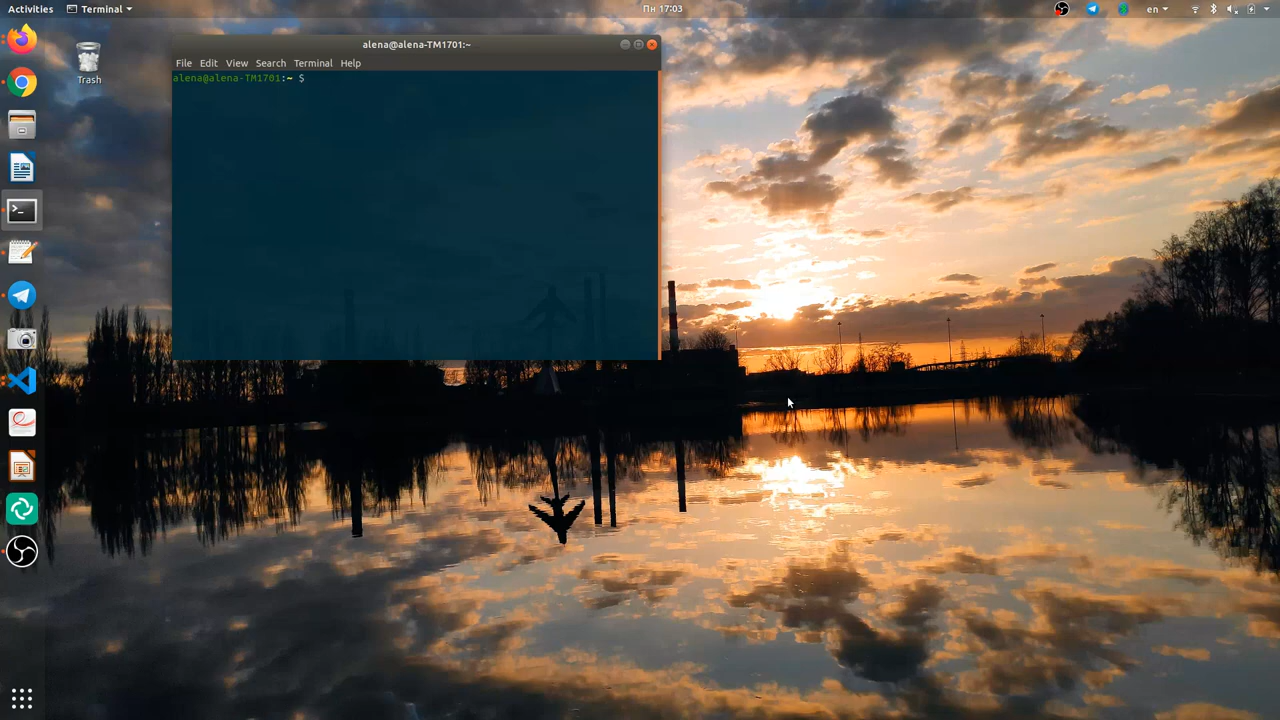 Activities
Terminal
Пн 17:03
en
Trash
alena@alena-TM1701:~
File Edit View Search Terminal Help
alena@alena-TM1701:~ $